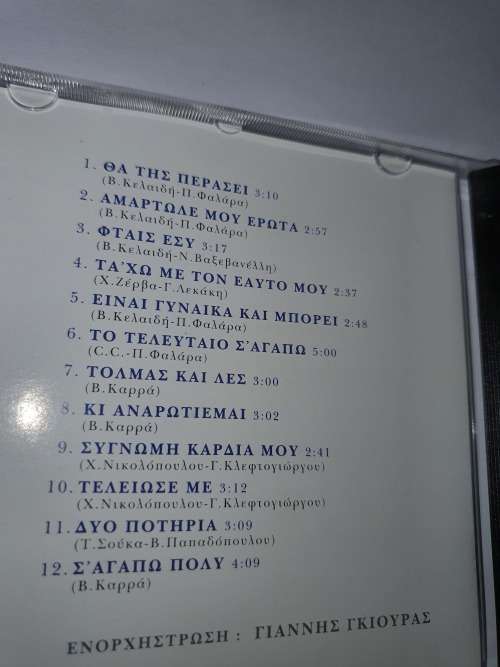 1. ΘΑ ΤΗΣ ΠΕΡΑΣΕΙ 3:10
(Β.Κελαιδή-Π.Φαλάρα)
2. ΑΜΑΡΤΩΛΕ ΜΟΥ ΕΡΩΤΑ 2:57
(Β.Κελαιδή-Π.Φαλάρα)
3. ΦΤΑΙΣ ΕΣΥ 3:17
(Β.Κελαιδή-Ν.Βαξεβανέλλη)
4. ΤΑ'ΧΩ ΜΕ ΤΟΝ ΕΑΥΤΟ ΜΟΥ 2:37
(Χ.Ζέρβα-Γ.Λεκάκη)
5. ΕΙΝΑΙ ΓΥΝΑΙΚΑ ΚΑΙ ΜΠΟΡΕΙ 2:48
(Β.Κελαιδή-Π.Φαλάρα)
6. ΤΟ ΤΕΛΕΥΤΑΙΟ Σ'ΑΓΑΠΩ 5:00
(C.C.-Π.Φαλάρα)
7. ΤΟΛΜΑΣ ΚΑΙ ΛΕΣ 3:00
(Β.Καρρά)
8. ΚΙ ΑΝΑΡΩΤΙΕΜΑΙ 3:02
(Β.Καρρά)
9. ΣΥΓΝΩΜΗ ΚΑΡΔΙΑ ΜΟΥ 2:41
(Χ.Νικολόπουλου-Γ.Κλεφτογιώργου)
10. ΤΕΛΕΙΩΣΕ ΜΕ 3:12
(Χ.Νικολόπουλου-Γ.Κλεφτογιώργου)
11. ΔΥΟ ΠΟΤΗΡΙΑ 3:09
(Τ.Σούκα-Β.Παπαδόπουλου)
12. Σ'ΑΓΑΠΩ ΠΟΛΥ 4:09
(Β.Καρρά)
ΕΝΟΡΧΗΣΤΡΩΣΗ : ΓΙΑΝΝΗΣ ΓΚΙΟΥΡΑΣ